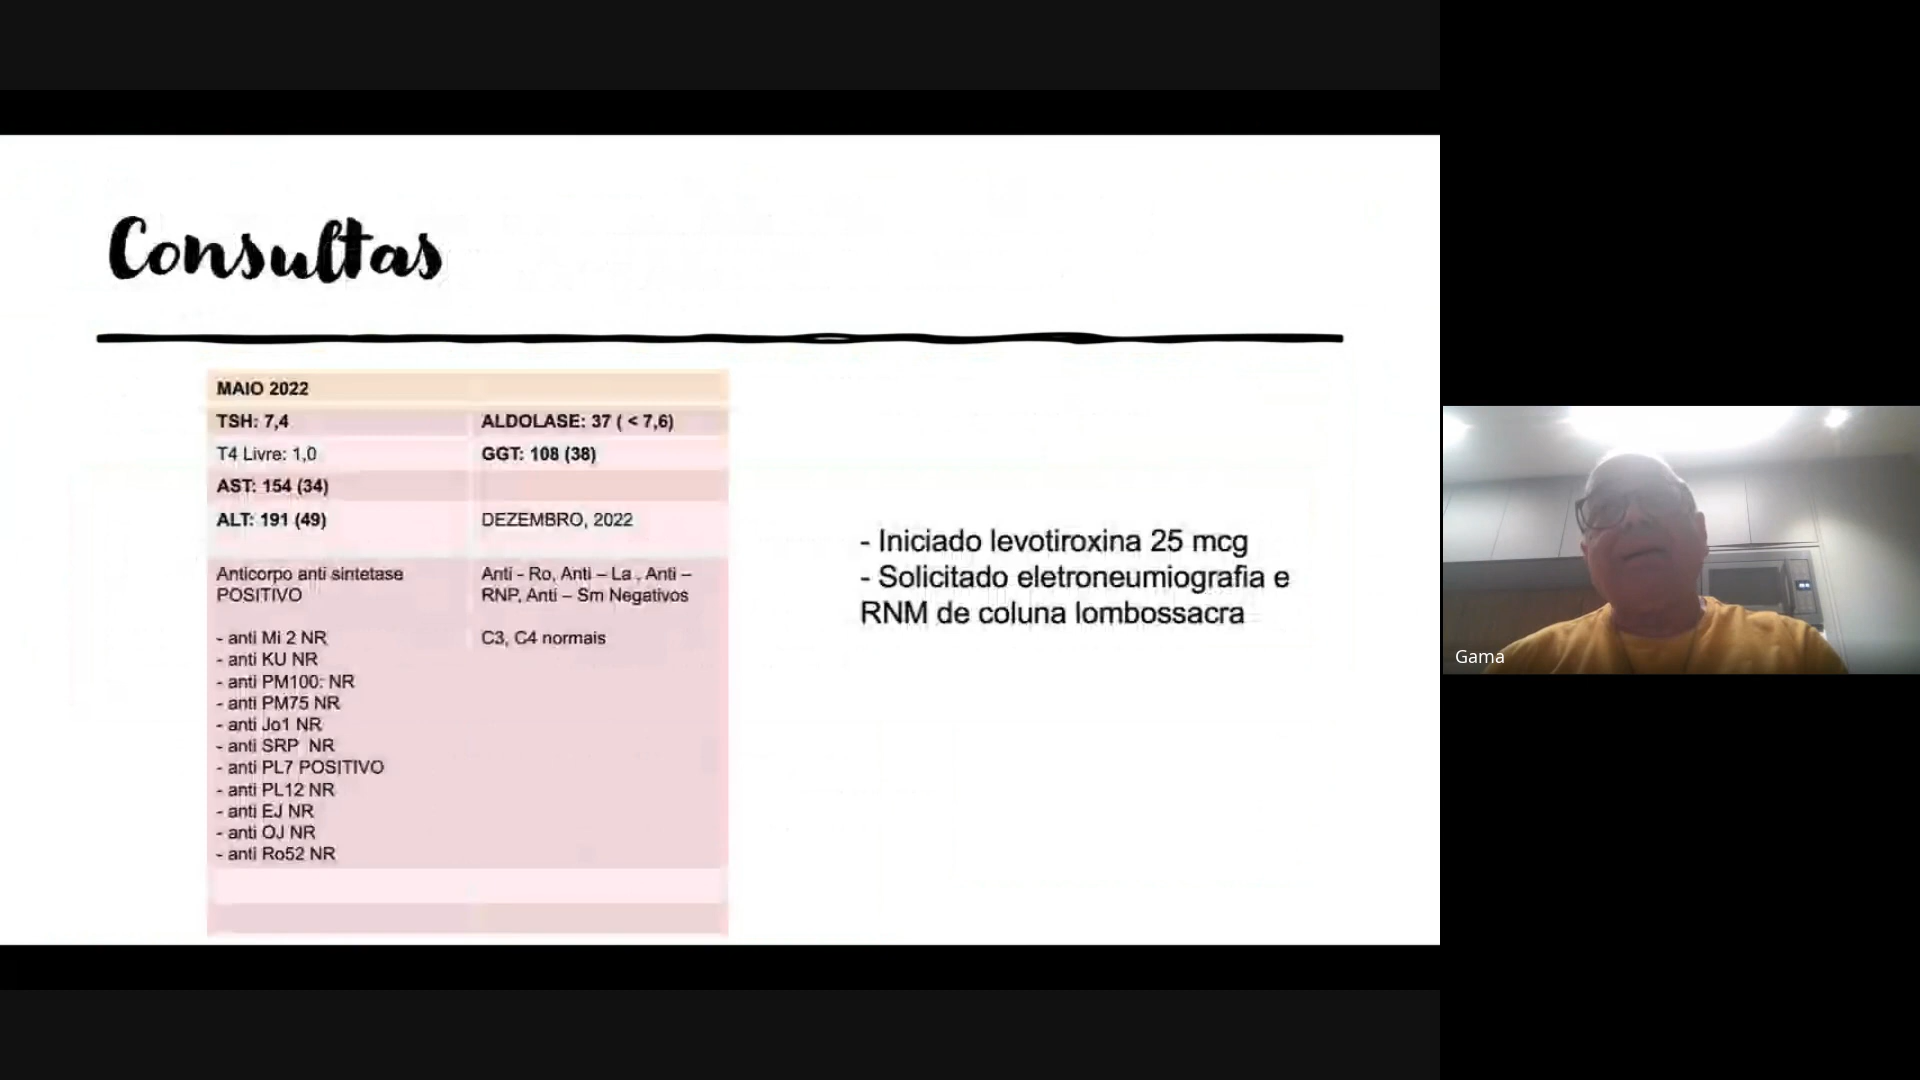 Consultas
MAIO 2022
TSH: 7,4
ALDOLASE: 37 ( < 7,6)
T4 Livre: 1,0
GGT: 108 (38)
AST: 154 (34)
ALT: 191 (49)
DEZEMBRO, 2022
Anticorpo anti sintetase
POSITIVO
- anti Mi 2 NR
- anti KU NR
- anti PM100: NR
- anti PM75 NR
- anti Jo1 NR
- anti SRP NR
- anti PL7 POSITIVO
- anti PL12 NR
- anti EJ NR
- anti OJ NR
- anti Ro52 NR
Anti - Ro, Anti – La , Anti –
RNP, Anti – Sm Negativos
C3, C4 normais
- Iniciado levotiroxina 25 mcg
- Solicitado eletroneumiografia e
RNM de coluna lombossacra
Gama